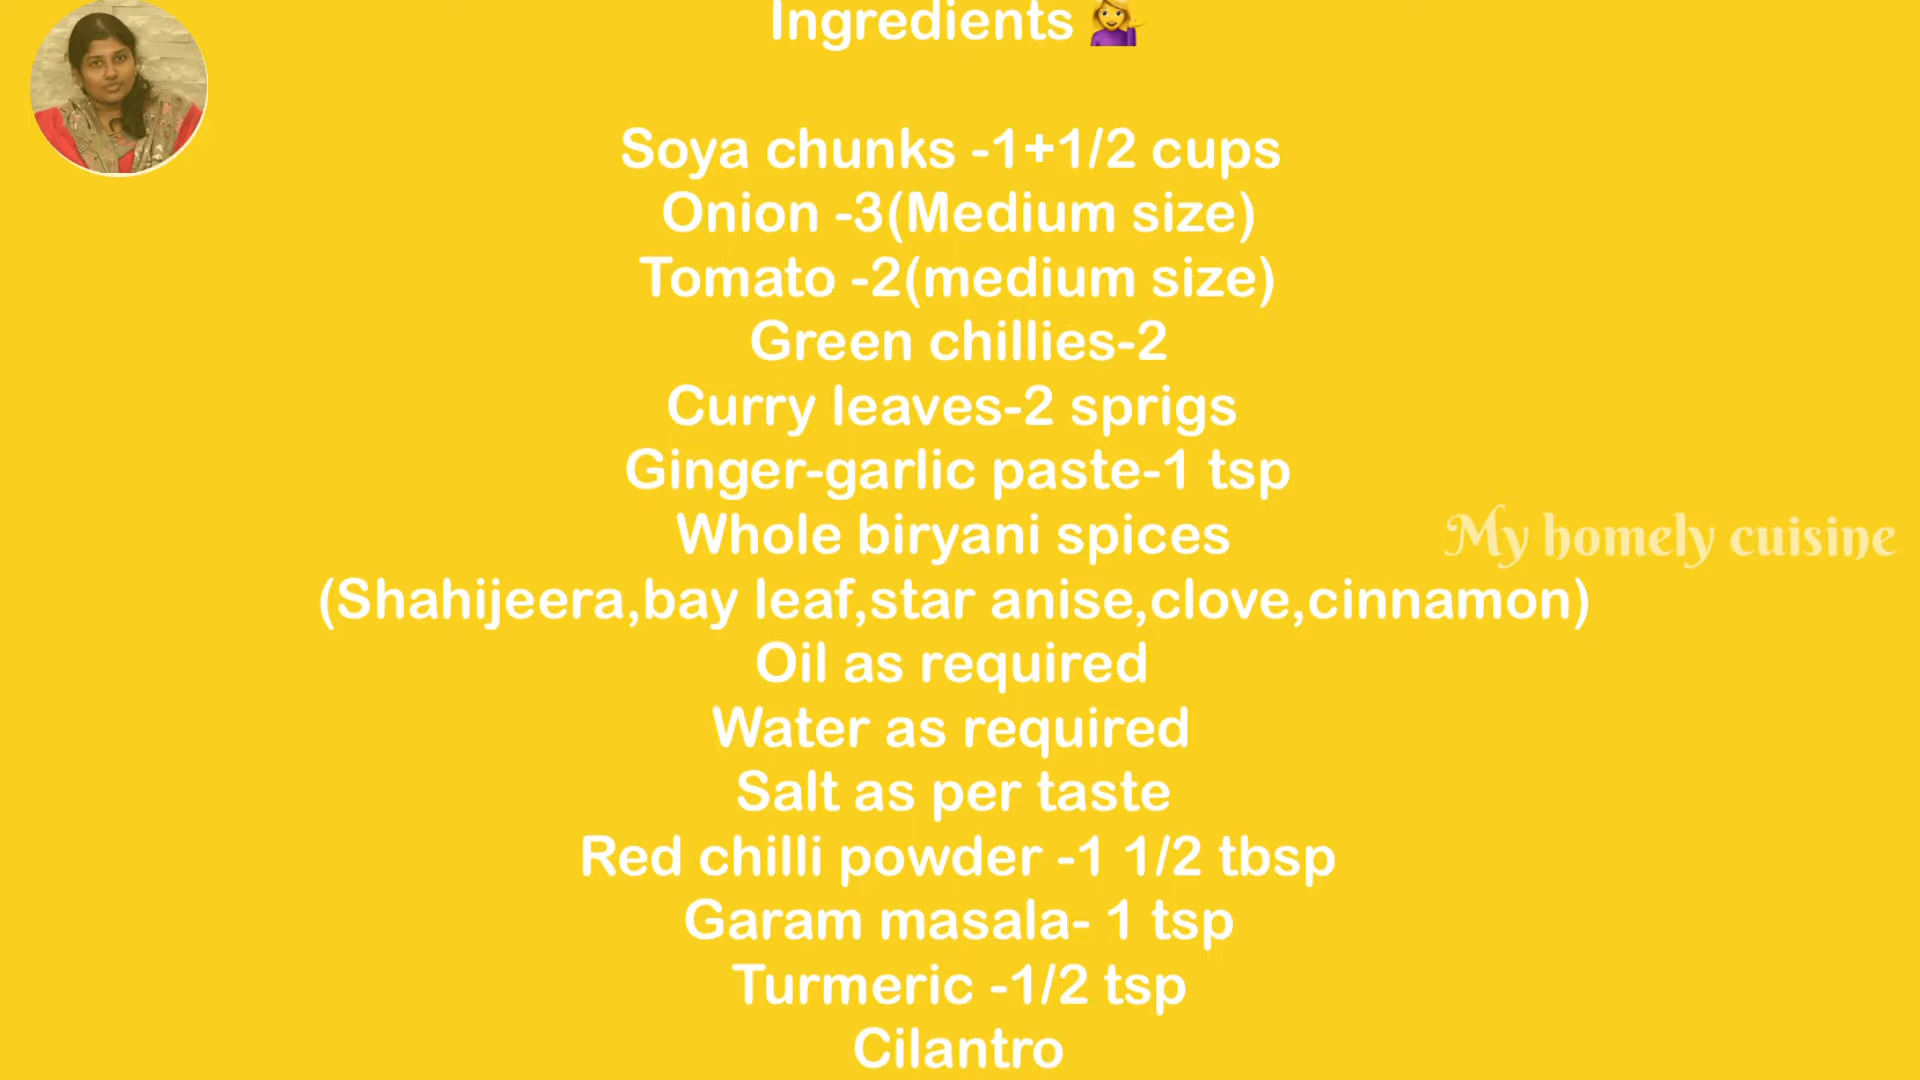 Ingredients 💁‍♀️
Soya chunks -1+1/2 cups
Onion -3(Medium size)
Tomato -2(medium size)
Green chillies-2
Curry leaves-2 sprigs
Ginger-garlic paste-1 tsp
Whole biryani spices
My homely cuisine
(Shahijeera,bay leaf,star anise,clove,cinnamon)
Oil as required
Water as required
Salt as per taste
Red chilli powder -1 1/2 tbsp
Garam masala- 1 tsp
Turmeric -1/2 tsp
Cilantro